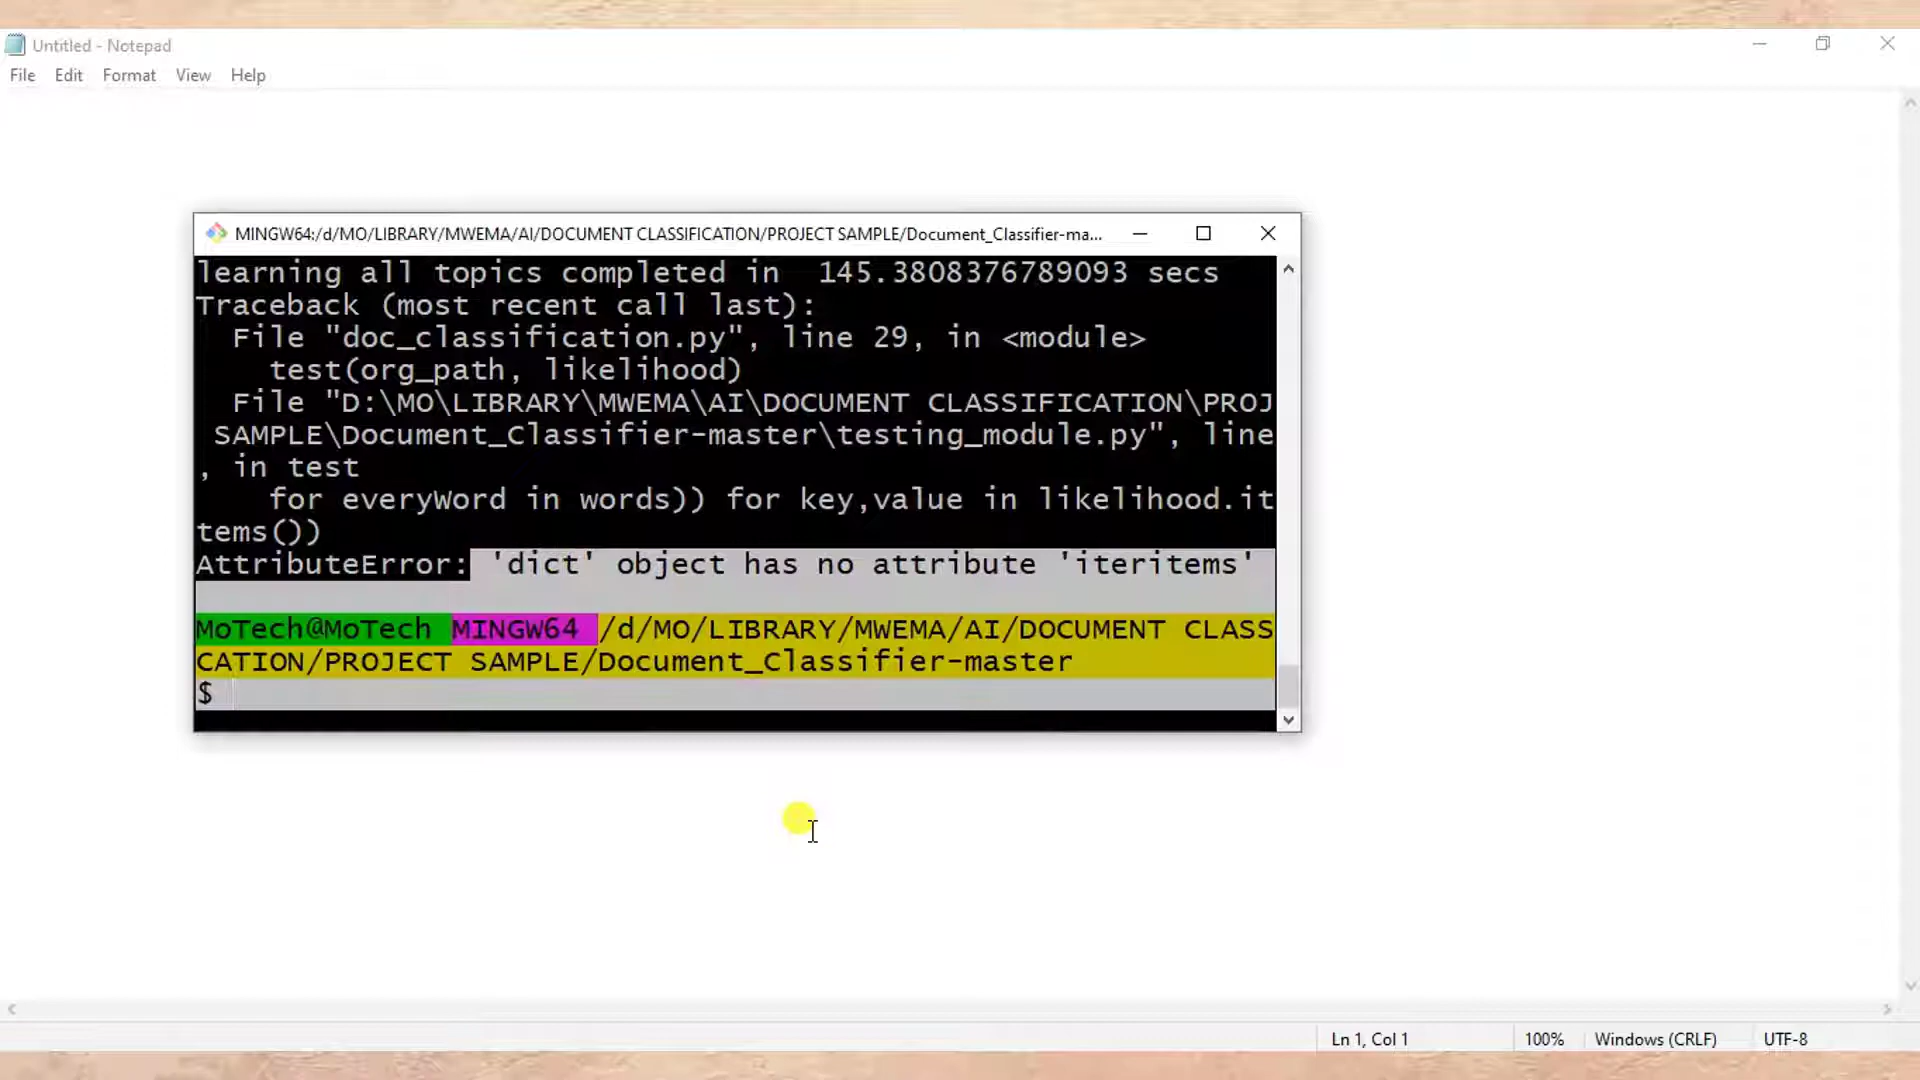 Untitled - Notepad
File Edit Format View Help
MINGW64:/d/MO/LIBRARY/MWEMA/AI/DOCUMENT CLASSIFICATION/PROJECT SAMPLE/Document_Classifier-ma...
learning all topics completed in  145.3808376789093 secs
Traceback (most recent call last):
  File "doc_classification.py", line 29, in <module>
    test(org_path, likelihood)
  File "D:\MO\LIBRARY\MWEMA\AI\DOCUMENT CLASSIFICATION\PROJ
 SAMPLE\Document_Classifier-master\testing_module.py", line
, in test
    for everyWord in words)) for key,value in likelihood.it
tems())
AttributeError: 'dict' object has no attribute 'iteritems'
MoTech@MoTech MINGW64 /d/MO/LIBRARY/MWEMA/AI/DOCUMENT CLASS
CATION/PROJECT SAMPLE/Document_Classifier-master
$
Ln 1, Col 1 100% Windows (CRLF) UTF-8